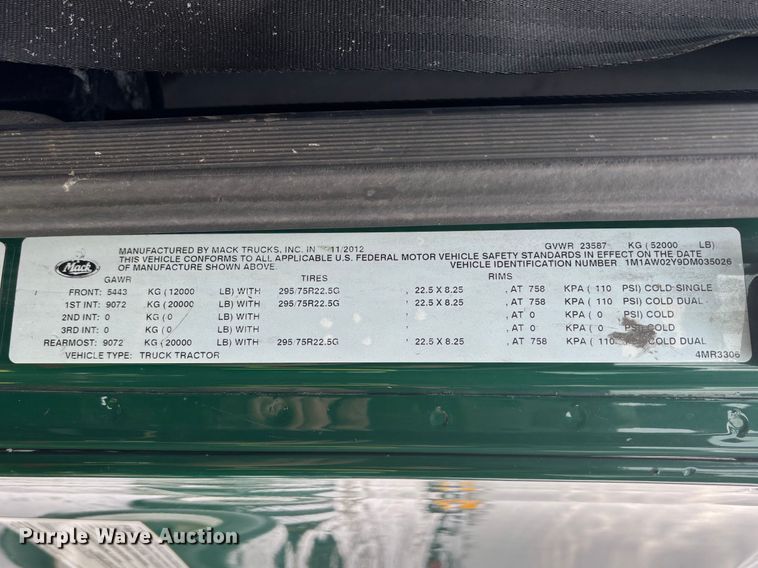 Mack
MANUFACTURED BY MACK TRUCKS, INC. IN 11/2012 GVWR 23587 KG (52000 LB)
THIS VEHICLE CONFORMS TO ALL APPLICABLE U.S. FEDERAL MOTOR VEHICLE SAFETY STANDARDS IN EFFECT ON THE DATE
OF MANUFACTURE SHOWN ABOVE. VEHICLE IDENTIFICATION NUMBER 1M1AW02Y9DM035026
GAWR TIRES RIMS
FRONT: 5443 KG (12000 LB) WITH 295/75R22.5G , 22.5 X 8.25 , AT 758 KPA ( 110 PSI) COLD SINGLE
1ST INT: 9072 KG (20000 LB) WITH 295/75R22.5G , 22.5 X 8.25 , AT 758 KPA ( 110 PSI) COLD DUAL
2ND INT: 0 KG (0 LB) WITH , , AT 0 KPA ( 0 PSI) COLD
3RD INT: 0 KG (0 LB) WITH , , AT 0 KPA ( 0 PSI) COLD
REARMOST: 9072 KG (20000 LB) WITH 295/75R22.5G , 22.5 X 8.25 , AT 758 KPA ( 110 PSI) COLD DUAL
VEHICLE TYPE: TRUCK TRACTOR 4MR3306
Purple Wave Auction